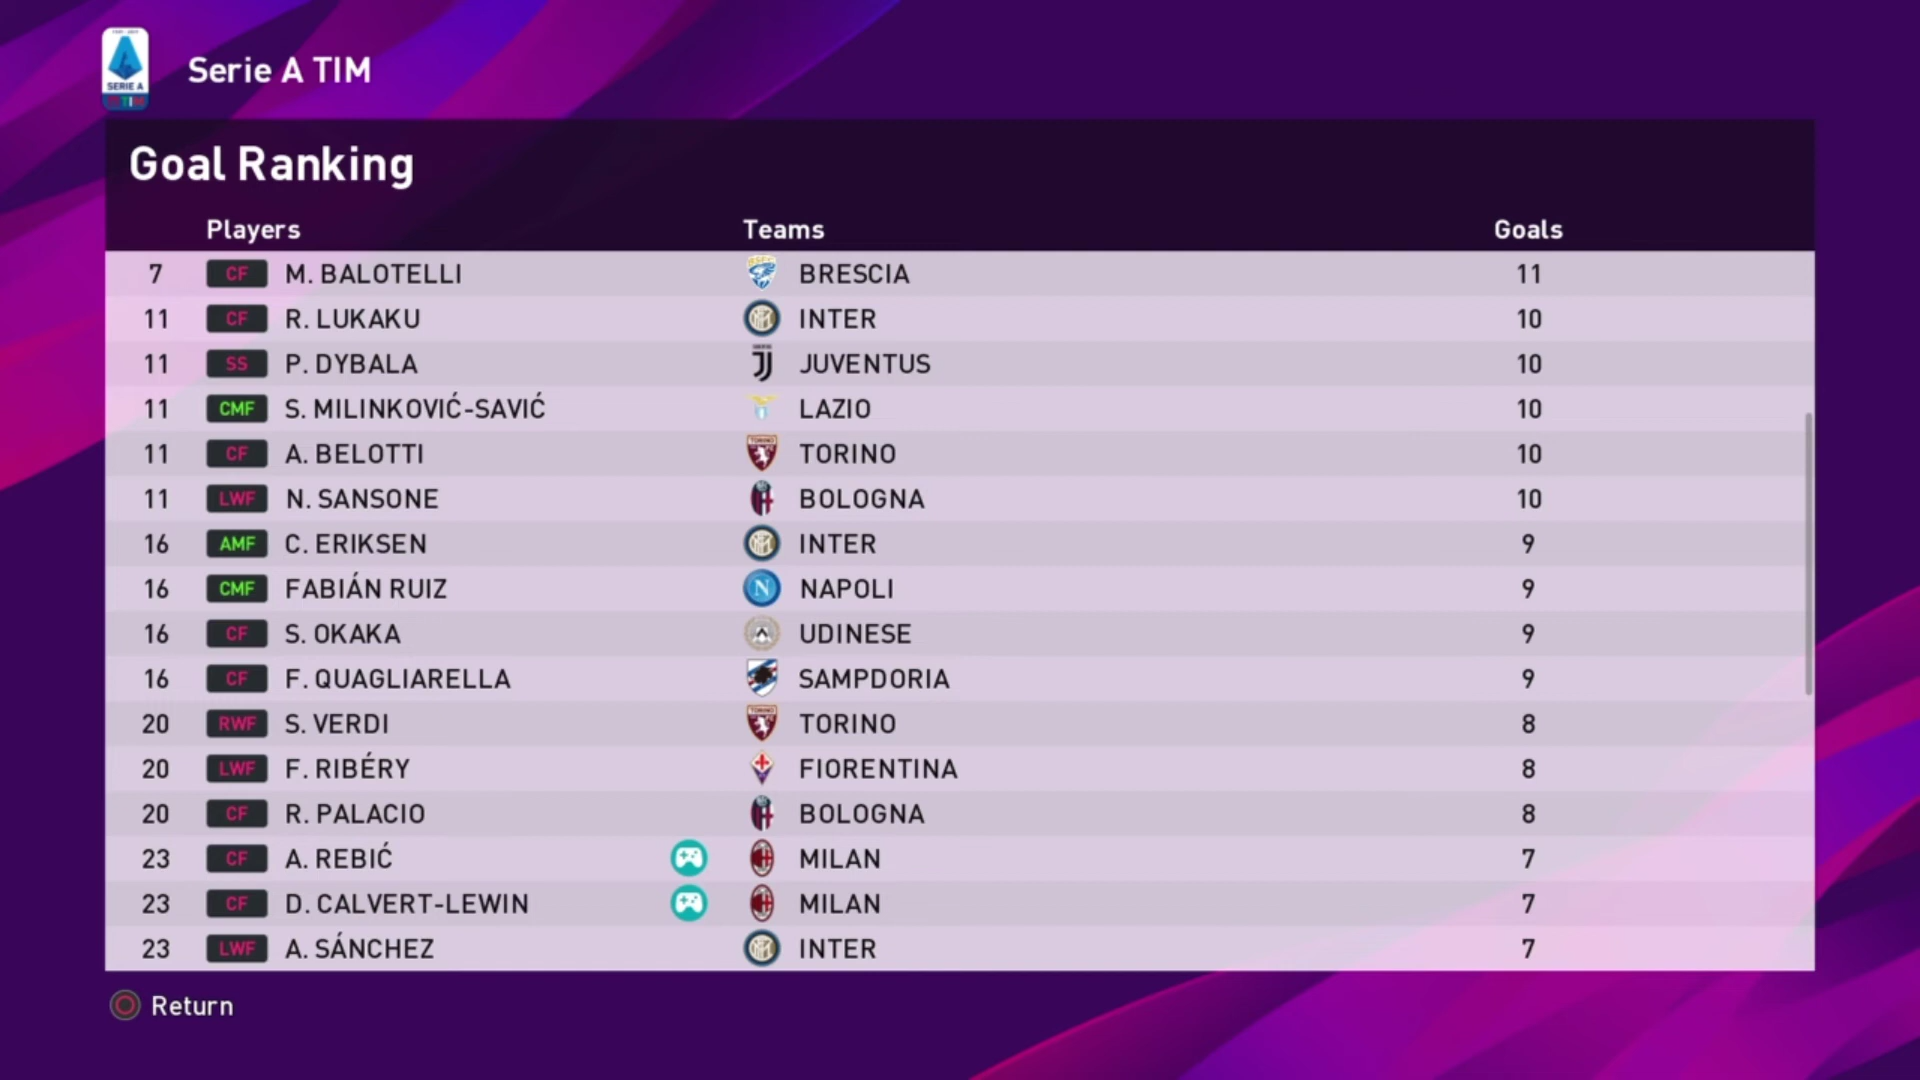 SERIE A
TIM
Serie A TIM
Goal Ranking
Players Teams Goals
7 CF M. BALOTELLI BRESCIA 11
11 CF R. LUKAKU INTER 10
11 SS P. DYBALA JUVENTUS 10
11 CMF S. MILINKOVIĆ-SAVIĆ LAZIO 10
11 CF A. BELOTTI TORINO 10
11 LWF N. SANSONE BOLOGNA 10
16 AMF C. ERIKSEN INTER 9
16 CMF FABIÁN RUIZ N NAPOLI 9
16 CF S. OKAKA UDINESE 9
16 CF F. QUAGLIARELLA SAMPDORIA 9
20 RWF S. VERDI TORINO 8
20 LWF F. RIBÉRY FIORENTINA 8
20 CF R. PALACIO BOLOGNA 8
23 CF A. REBIĆ MILAN 7
23 CF D. CALVERT-LEWIN MILAN 7
23 LWF A. SÁNCHEZ INTER 7
Return